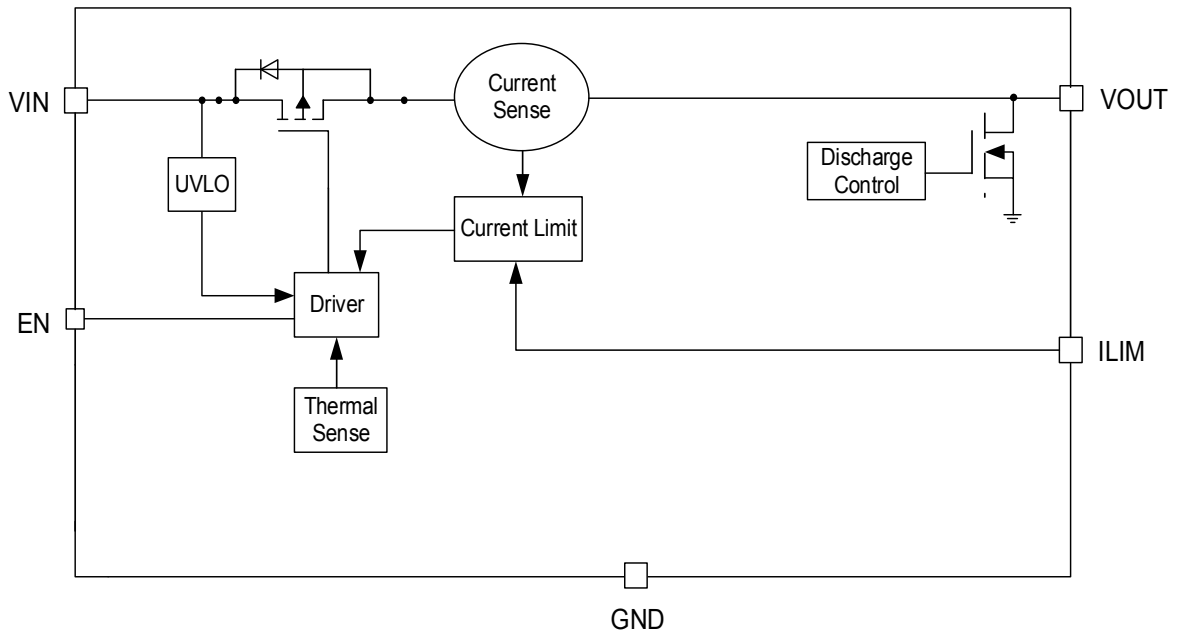 Current
Sense
VIN
VOUT
Discharge
Control
UVLO
Current Limit
Driver
EN
ILIM
Thermal
Sense
GND